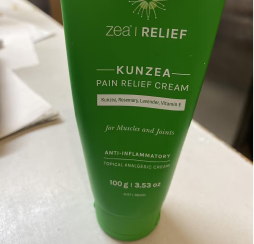 zea | RELIEF
KUNZEA
PAIN RELIEF CREAM
Kunzea, Rosemary, Lavender, Vitamin E
for Muscles and Joints
ANTI-INFLAMMATORY
TOPICAL ANALGESIC CREAM
100 g | 3.53 oz